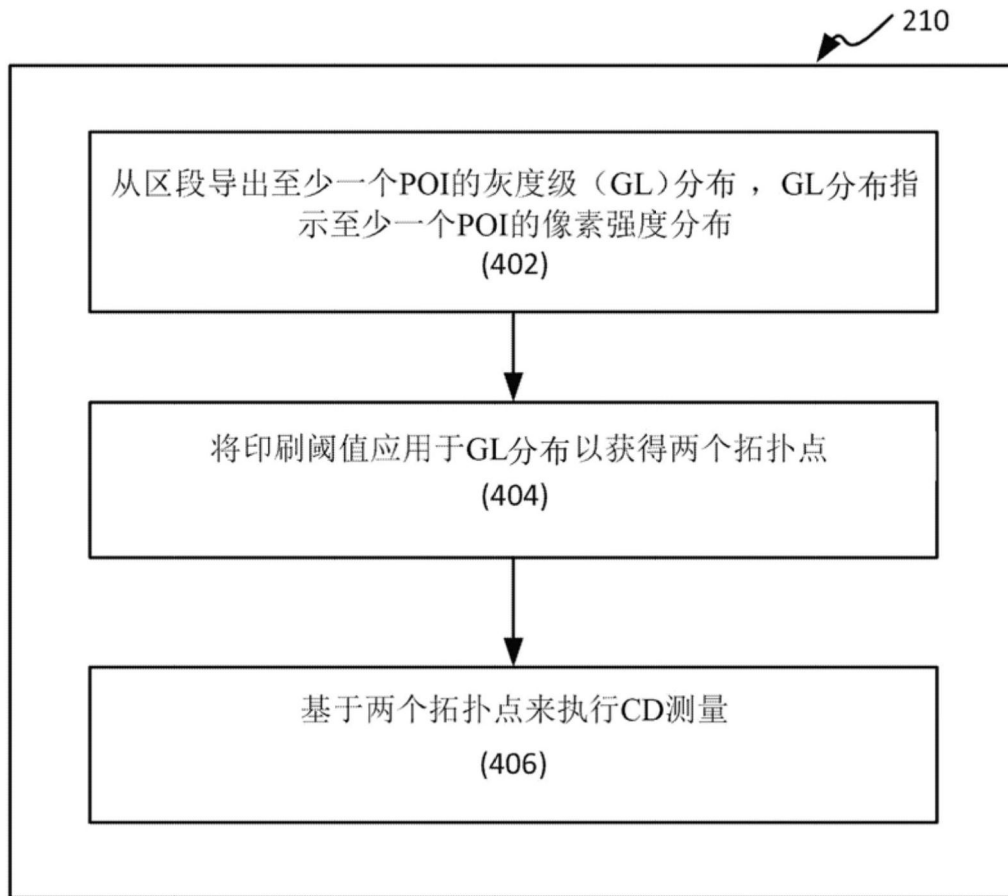 210
从区段导出至少一个POI的灰度级（GL）分布，GL分布指
示至少一个POI的像素强度分布
(402)
将印刷阈值应用于GL分布以获得两个拓扑点
(404)
基于两个拓扑点来执行CD测量
(406)